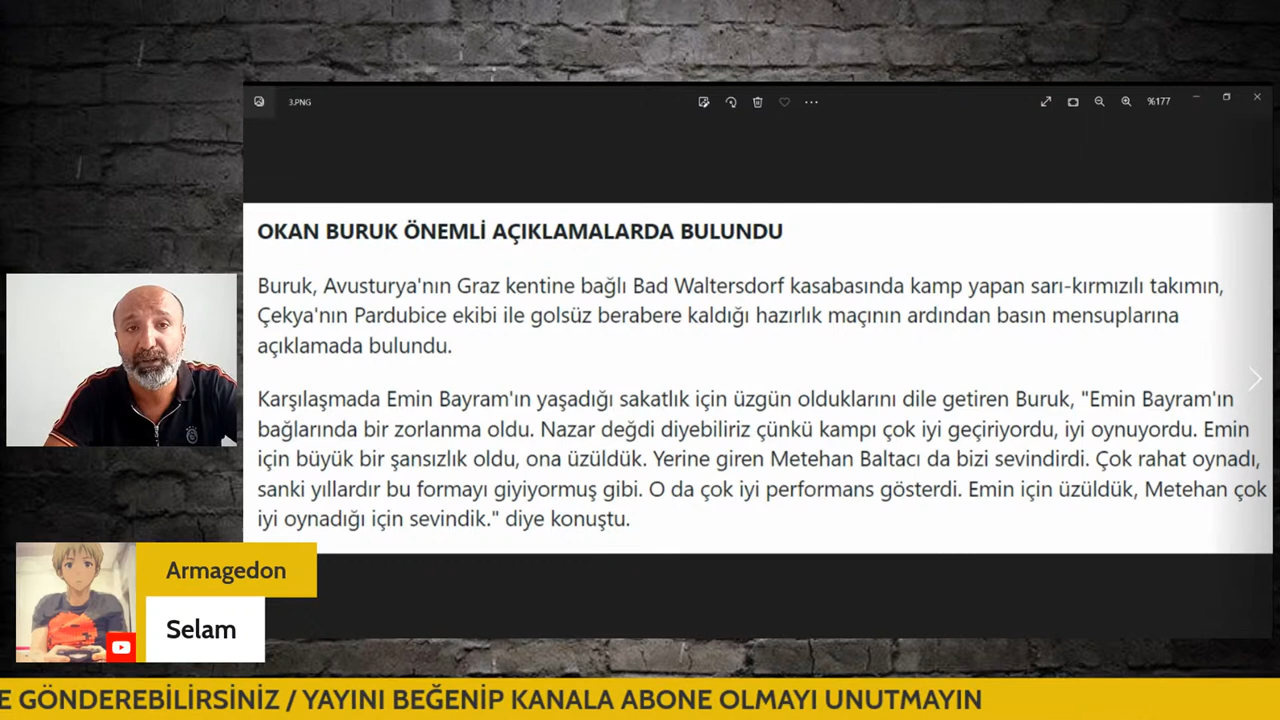 3.PNG
%177
OKAN BURUK ÖNEMLİ AÇIKLAMALARDA BULUNDU
Buruk, Avusturya'nın Graz kentine bağlı Bad Waltersdorf kasabasında kamp yapan sarı-kırmızılı takımın,
Çekya'nın Pardubice ekibi ile golsüz berabere kaldığı hazırlık maçının ardından basın mensuplarına
açıklamada bulundu.
Karşılaşmada Emin Bayram'ın yaşadığı sakatlık için üzgün olduklarını dile getiren Buruk, "Emin Bayram'ın
bağlarında bir zorlanma oldu. Nazar değdi diyebiliriz çünkü kampı çok iyi geçiriyordu, iyi oynuyordu. Emin
için büyük bir şansızlık oldu, ona üzüldük. Yerine giren Metehan Baltacı da bizi sevindirdi. Çok rahat oynadı,
sanki yıllardır bu formayı giyiyormuş gibi. O da çok iyi performans gösterdi. Emin için üzüldük, Metehan çok
iyi oynadığı için sevindik." diye konuştu.
Armagedon
Selam
E GÖNDEREBİLİRSİNİZ / YAYINI BEĞENİP KANALA ABONE OLMAYI UNUTMAYIN